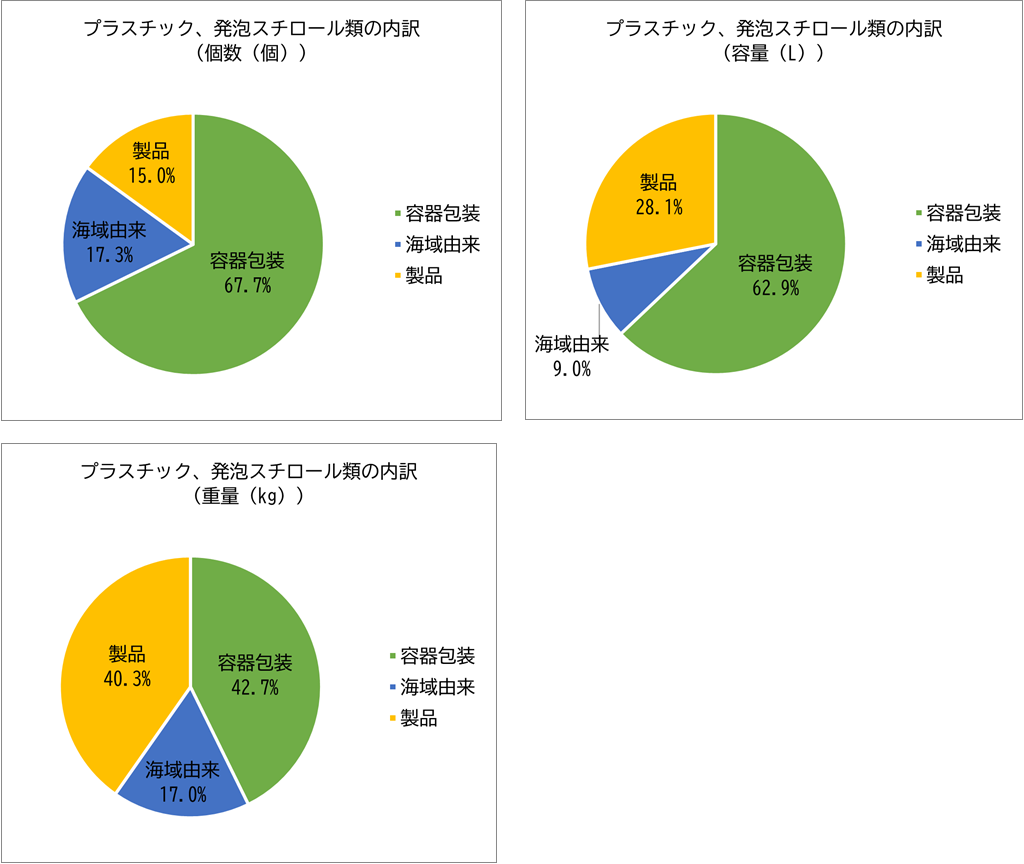 プラスチック、発泡スチロール類の内訳
（個数（個））
製品
15.0%
海域由来
17.3%
容器包装
67.7%
容器包装
海域由来
製品
プラスチック、発泡スチロール類の内訳
（容量（L））
製品
28.1%
容器包装
62.9%
海域由来
9.0%
容器包装
海域由来
製品
プラスチック、発泡スチロール類の内訳
（重量（kg））
製品
40.3%
容器包装
42.7%
海域由来
17.0%
容器包装
海域由来
製品